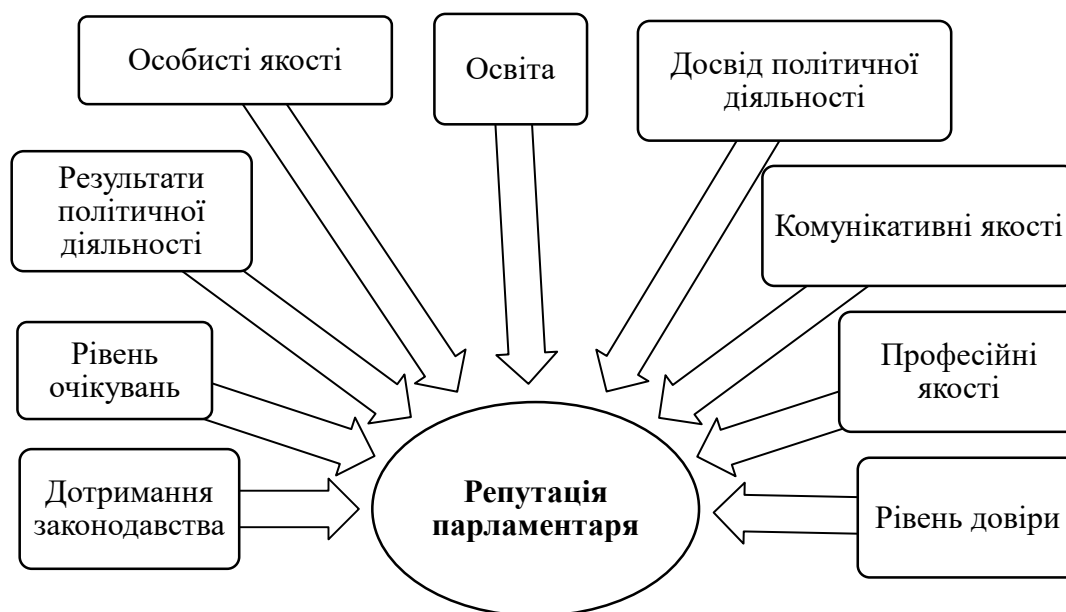 Особисті якості
Освіта
Досвід політичної
діяльності
Результати
політичної
діяльності
Комунікативні якості
Рівень
очікувань
Професійні
якості
Дотримання
законодавства
Репутація
парламентаря
Рівень довіри